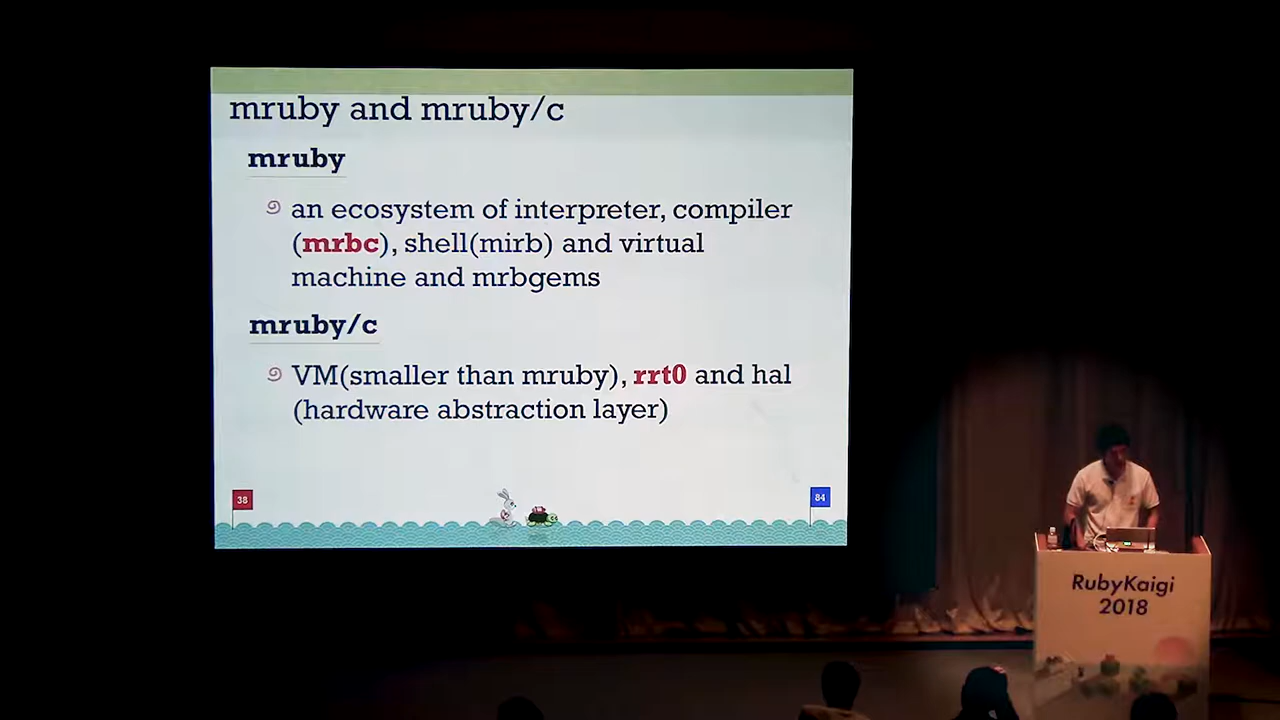 mruby and mruby/c
mruby
an ecosystem of interpreter, compiler
(mrbc), shell(mirb) and virtual
machine and mrbgems
mruby/c
VM(smaller than mruby), rrt0 and hal
(hardware abstraction layer)
38
84
RubyKaigi
2018